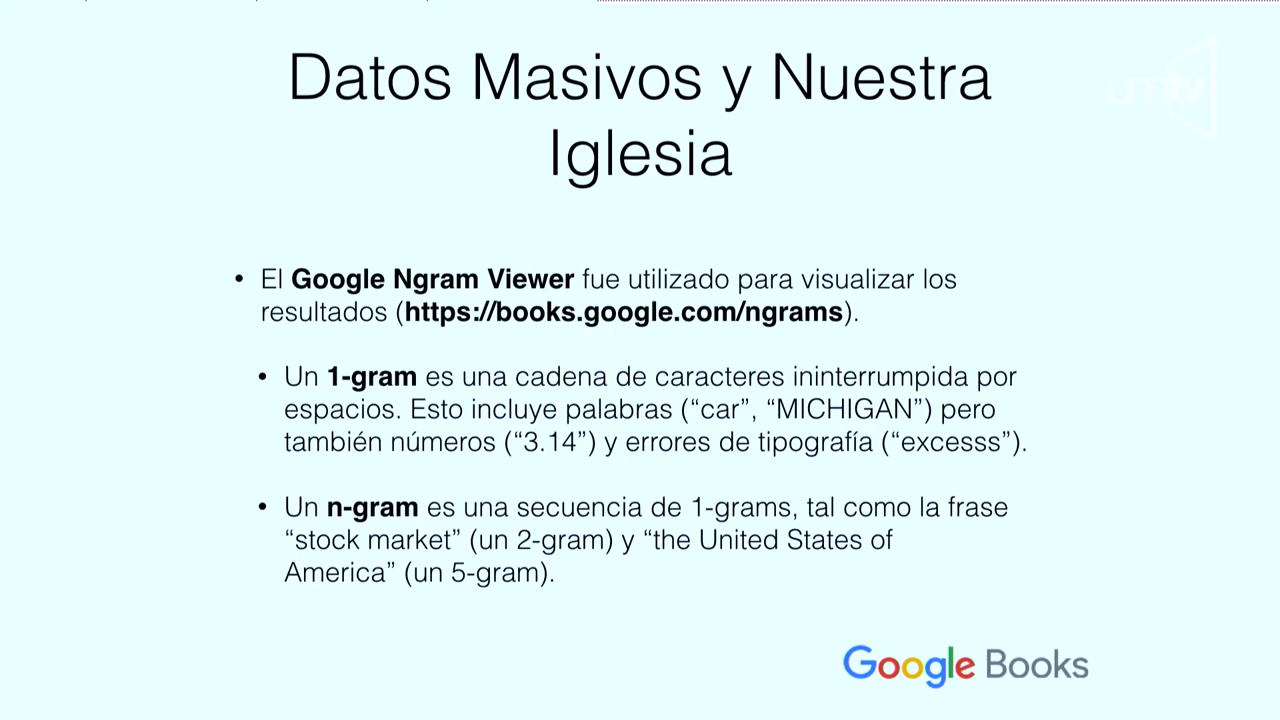 Datos Masivos y Nuestra
Iglesia
• El Google Ngram Viewer fue utilizado para visualizar los
resultados (https://books.google.com/ngrams).
• Un 1-gram es una cadena de caracteres ininterrumpida por
espacios. Esto incluye palabras (“car”, “MICHIGAN”) pero
también números (“3.14”) y errores de tipografía (“excesss”).
• Un n-gram es una secuencia de 1-grams, tal como la frase
“stock market” (un 2-gram) y “the United States of
America” (un 5-gram).
Google Books